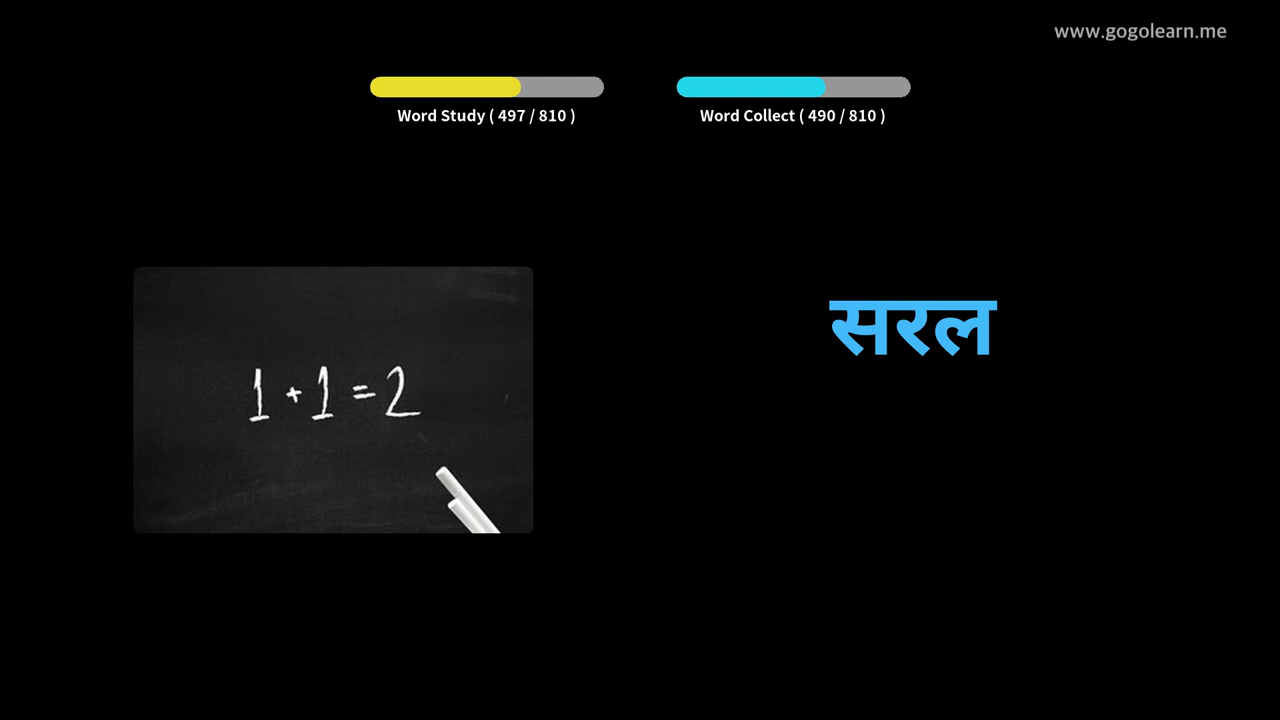 www.gogolearn.me
Word Study ( 497 / 810 )
Word Collect ( 490 / 810 )
सरल
1 + 1 = 2